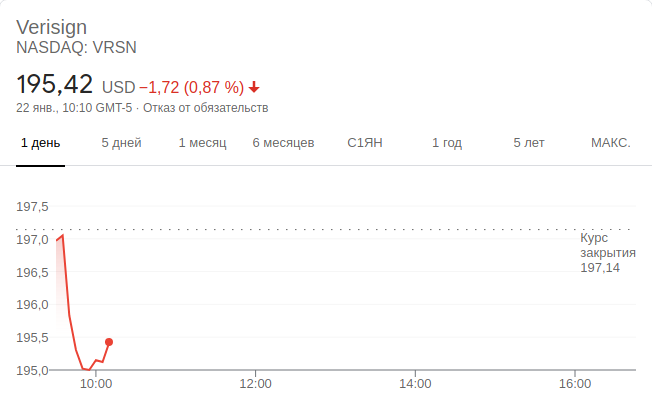 Verisign
NASDAQ: VRSN
195,42 USD −1,72 (0,87 %)
22 янв., 10:10 GMT-5 · Отказ от обязательств
1 день 5 дней 1 месяц 6 месяцев С1ЯН 1 год 5 лет МАКС.
197,5
197,0
196,5
196,0
195,5
195,0
Курс
закрытия
197,14
10:00 12:00 14:00 16:00